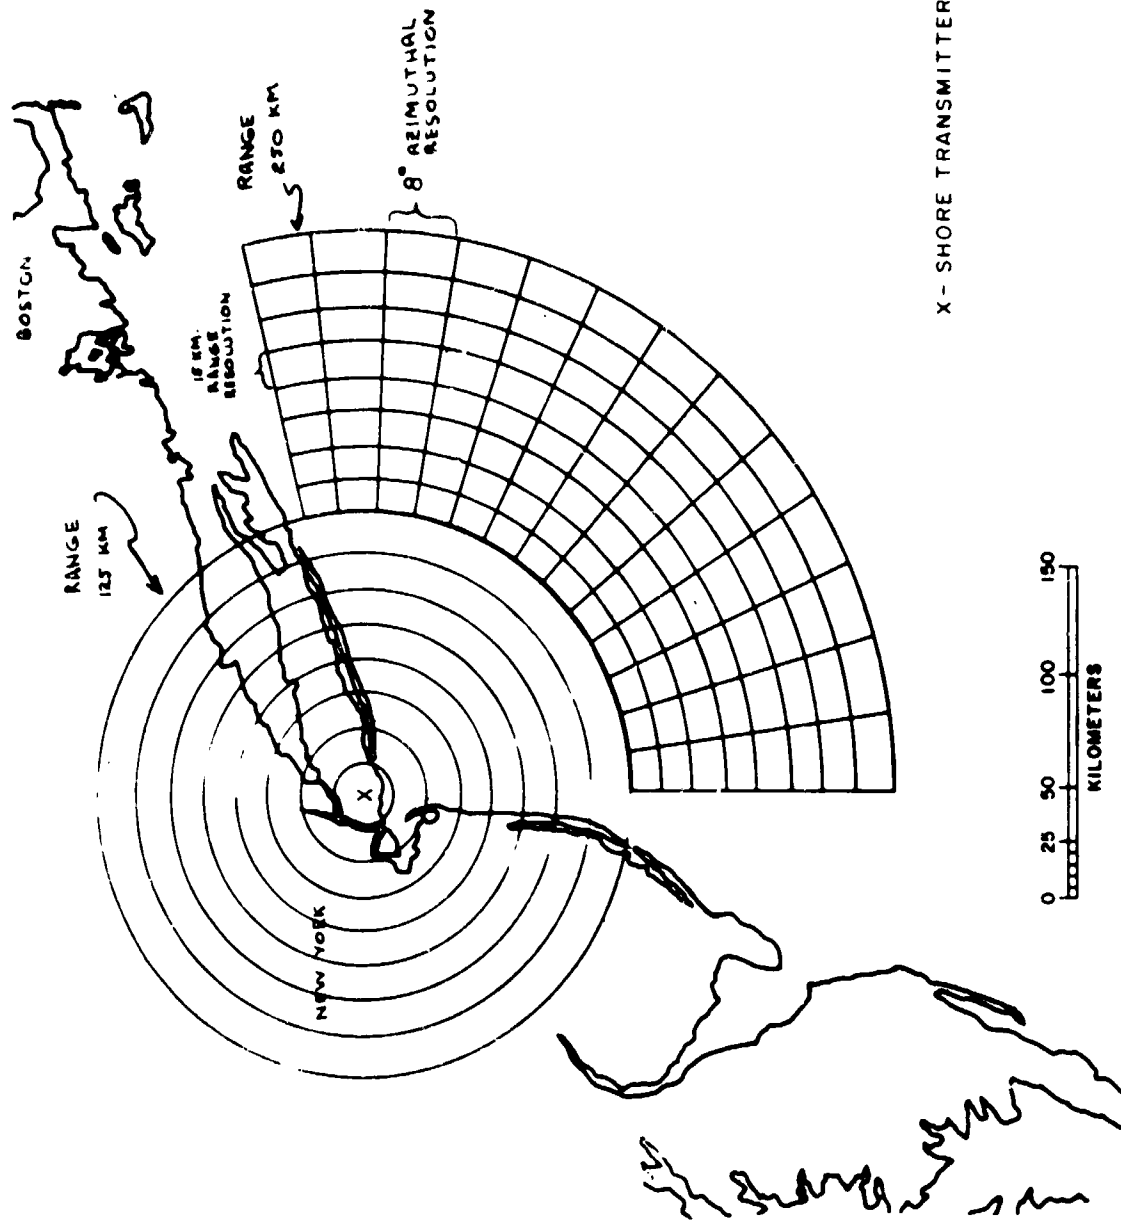 BOSTON
RANGE
250 KM
8° AZIMUTHAL
RESOLUTION
15 KM.
RANGE
RESOLUTION
RANGE
125 KM
NEW YORK
X
X - SHORE TRANSMITTER
0 25 50 100 150
KILOMETERS